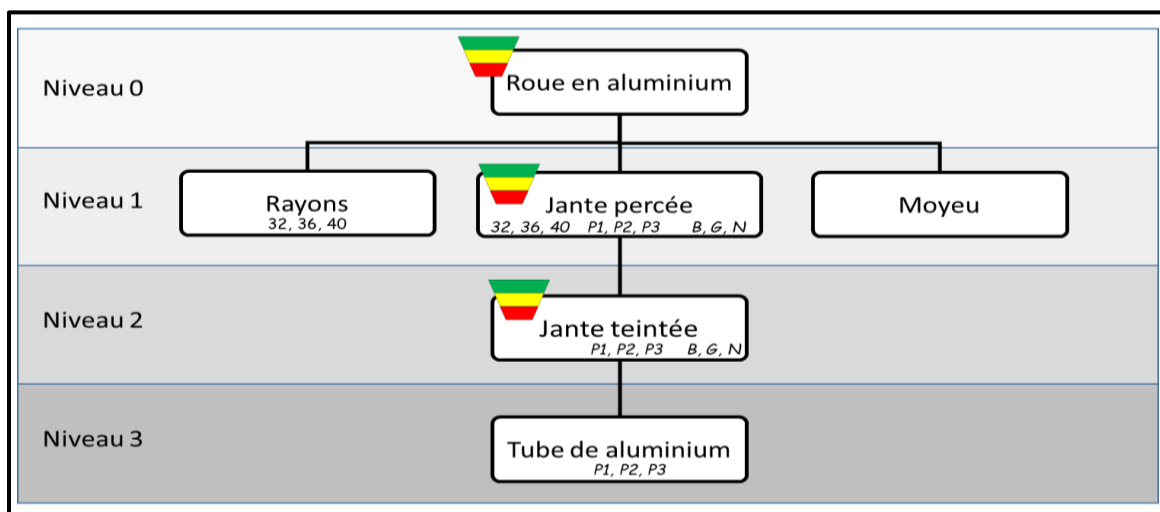 Niveau 0
Roue en aluminium
Niveau 1
Rayons
32, 36, 40
Jante percée
32, 36, 40 P1, P2, P3 B, G, N
Moyeu
Niveau 2
Jante teintée
P1, P2, P3 B, G, N
Niveau 3
Tube de aluminium
P1, P2, P3